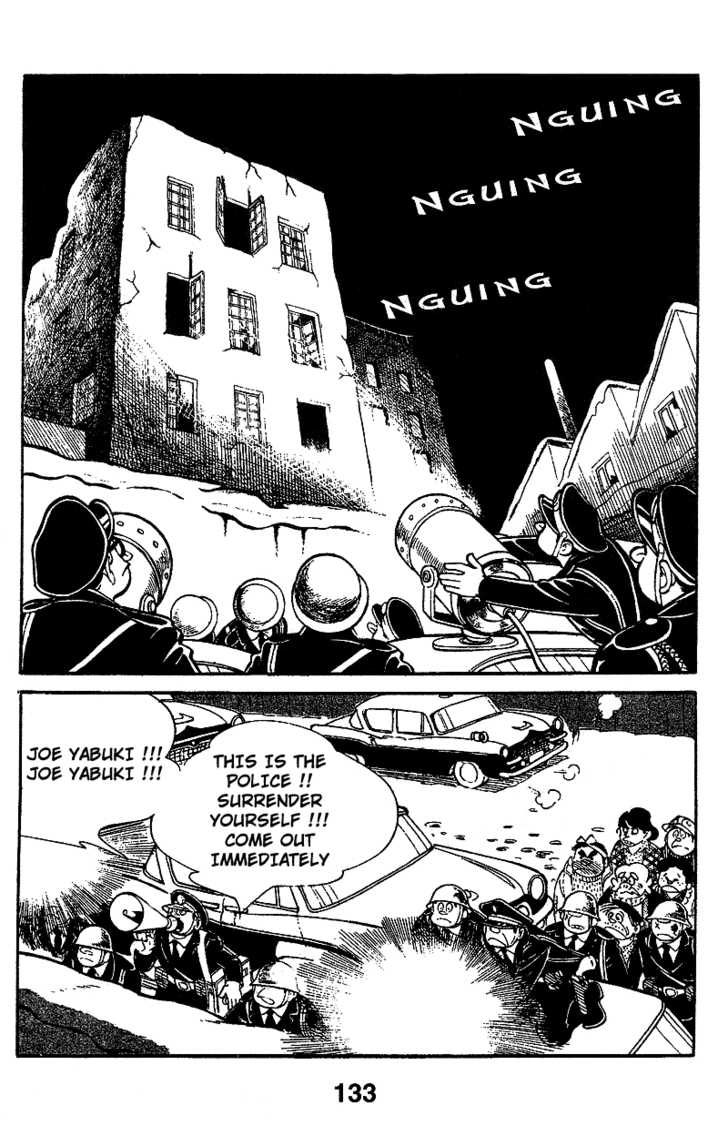 NGUING
NGUING
NGUING
JOE YABUKI !!!
JOE YABUKI !!!
THIS IS THE
POLICE !!
SURRENDER
YOURSELF !!!
COME OUT
IMMEDIATELY
133